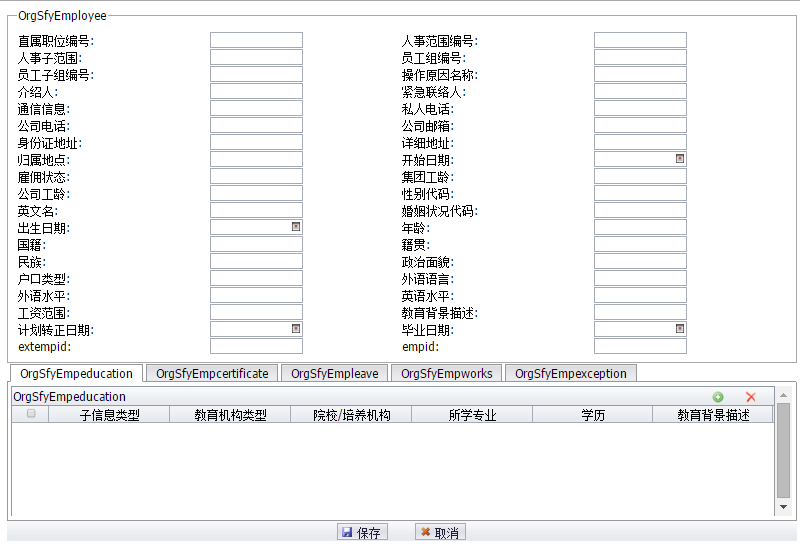 OrgSfyEmployee
直属职位编号: 人事范围编号:
人事子范围: 员工组编号:
员工子组编号: 操作原因名称:
介绍人: 紧急联络人:
通信信息: 私人电话:
公司电话: 公司邮箱:
身份证地址: 详细地址:
归属地点: 开始日期:
雇佣状态: 集团工龄:
公司工龄: 性别代码:
英文名: 婚姻状况代码:
出生日期: 年龄:
国籍: 籍贯:
民族: 政治面貌:
户口类型: 外语语言:
外语水平: 英语水平:
工资范围: 教育背景描述:
计划转正日期: 毕业日期:
extempid: empid:
OrgSfyEmpeducation OrgSfyEmpcertificate OrgSfyEmpleave OrgSfyEmpworks OrgSfyEmpexception
OrgSfyEmpeducation
子信息类型 教育机构类型 院校/培养机构 所学专业 学历 教育背景描述
保存 取消